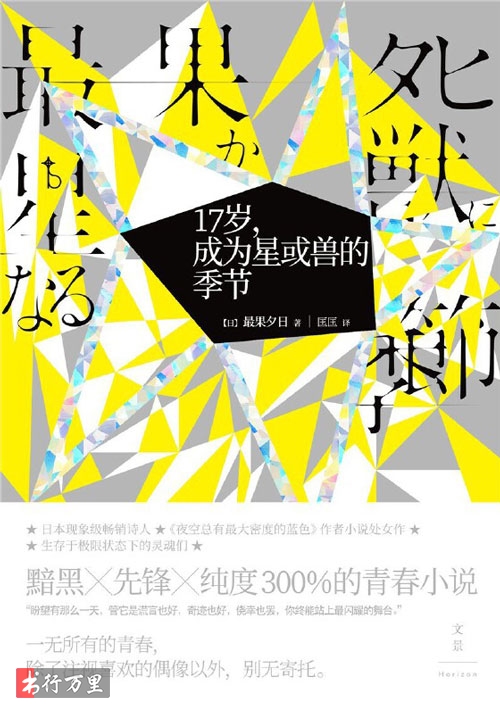 最果タヒ
星か獣に
なる季節
17岁，
成为星或兽的
季节
【日】最果夕日 著 | 匡匡 译
★ 日本现象级畅销诗人 ★《夜空总有最大密度的蓝色》作者小说处女作 ★
★ 生存于极限状态下的灵魂们 ★
黯黑×先锋×纯度300%的青春小说
“盼望有那么一天，管它是谎言也好，奇迹也好，侥幸也罢，你终能站上最闪耀的舞台。”
一无所有的青春，
除了注视喜欢的偶像以外，别无寄托。
文景
Horizon
书行万里